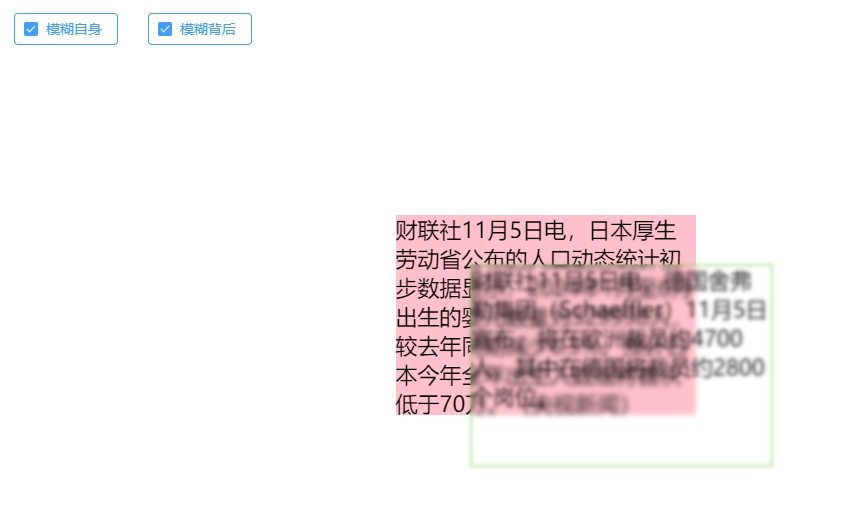 模糊自身
模糊背后
财联社11月5日电，日本厚生
劳动省公布的人口动态统计初
步数据显
出生的婴
较去年同
本今年全
低于70万。（央视新闻）
财联社11月5日电，德国舍弗
勒集团（Schaeffler）11月5日
宣布，将在欧洲裁员约4700
人，其中在德国将裁员约2800
个岗位。